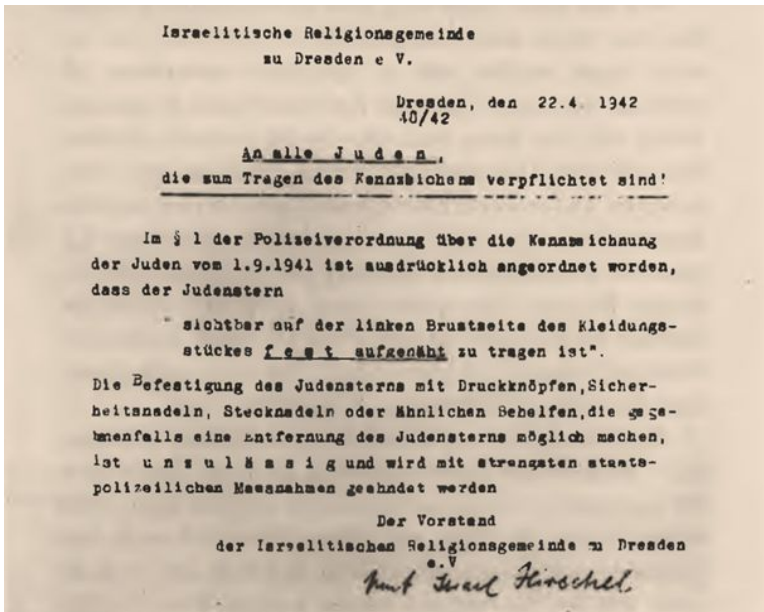 Israelitische Religionsgemeinde
zu Dresden e V.
Dresden, den 22.4. 1942
10/42
An alle J u d e n,
die zum Tragen des Kennzeichens verpflichtet sind!
Im § 1 der Polizeiverordnung über die Kennzeichnung
der Juden vom 1.9.1941 ist ausdrücklich angeordnet worden,
dass der Judenstern
" sichtbar auf der linken Brustseite des Kleidungs-
stückes f e s t aufgenäht zu tragen ist".
Die Befestigung des Judensterns mit Druckknöpfen,Sicher-
heitsnadeln, Stecknadeln oder ähnlichen Behelfen,die gege-
benenfalls eine Entfernung des Judensterns möglich machen,
ist u n z u l ä s s i g und wird mit strengsten staats-
polizeilichen Massnahmen geahndet werden
Der Vorstand
der Israelitischen Religionsgemeinde zu Dresden
e.V
Kurt Israel Hirschel